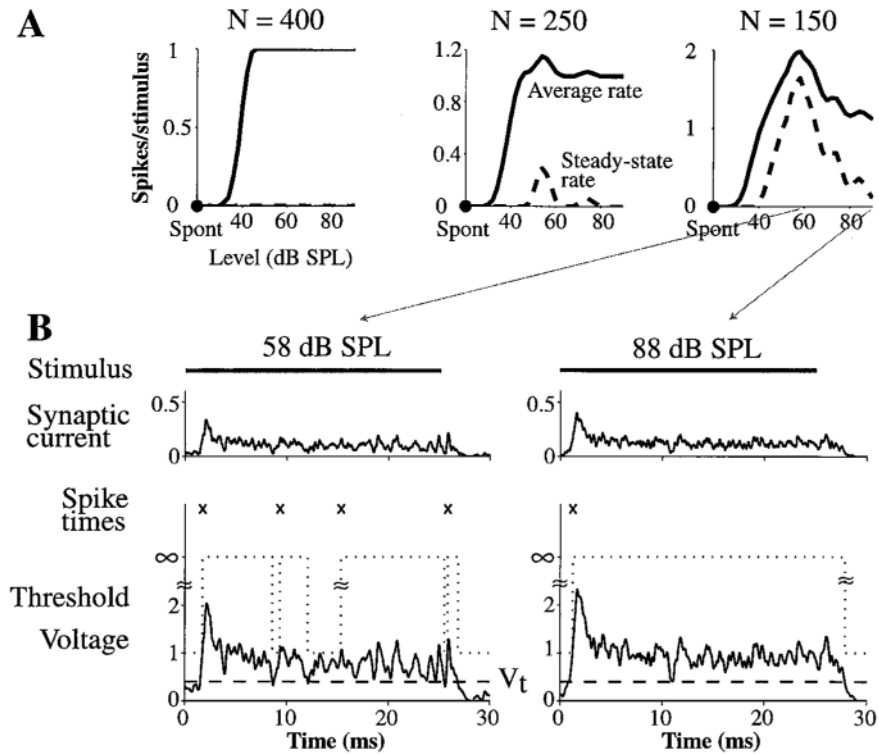 A
N = 400
N = 250
N = 150
Spikes/stimulus
1
0.5
0
Spont
40
60
80
Level (dB SPL)
1.2
0.8
0.4
0
Average rate
Steady-state
rate
Spont
40
60
80
2
1
0
Spont
40
60
80
B
58 dB SPL
88 dB SPL
Stimulus
Synaptic
current
0.5
0
0.5
0
Spike
times
x x x x
x
∞
∞
≈ ≈
≈ ≈
Threshold
Voltage
2
1
0
2
1
0
Vt
0 10 20 30
Time (ms)
0 10 20 30
Time (ms)